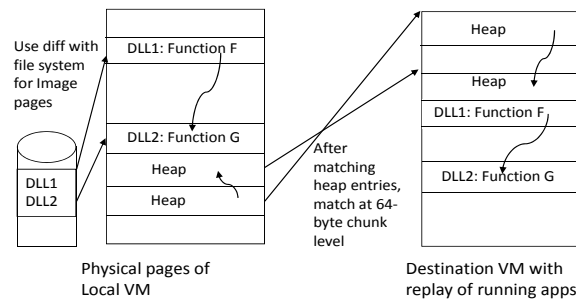 Use diff with
file system
for Image
pages
DLL1
DLL2
DLL1: Function F
DLL2: Function G
Heap
Heap
Physical pages of
Local VM
After
matching
heap entries,
match at 64-
byte chunk
level
Heap
Heap
DLL1: Function F
DLL2: Function G
Destination VM with
replay of running apps